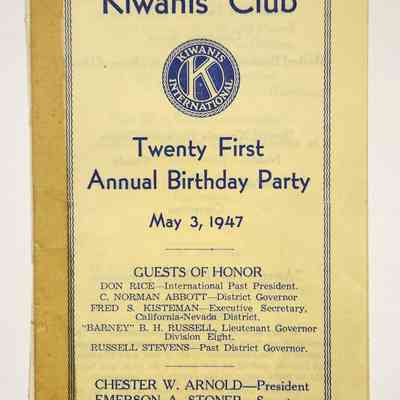 Kiwanis Club
KIWANIS
K
INTERNATIONAL
Twenty First
Annual Birthday Party
May 3, 1947
GUESTS OF HONOR
DON RICE—International Past President.
C. NORMAN ABBOTT—District Governor
FRED S. KISTEMAN—Executive Secretary,
California-Nevada District.
"BARNEY" B. H. RUSSELL, Lieutenant Governor
Division Eight.
RUSSELL STEVENS—Past District Governor.
CHESTER W. ARNOLD—President
EMERSON A. STONER